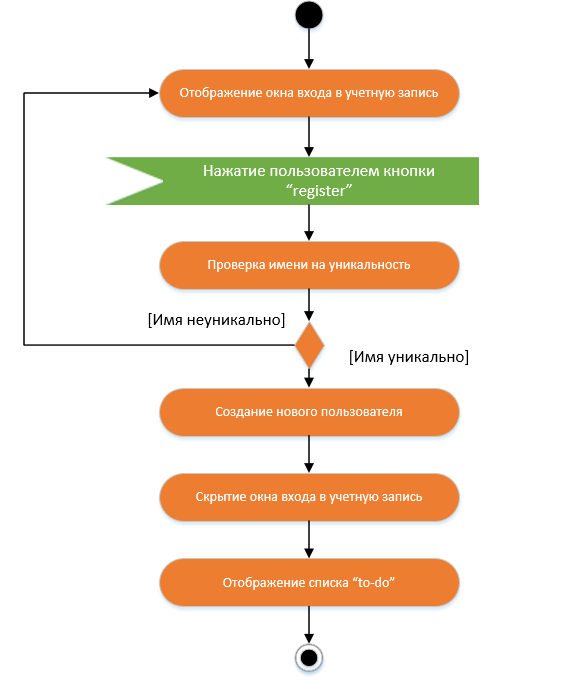 Отображение окна входа в учетную запись
Нажатие пользователем кнопки
“register”
Проверка имени на уникальность
[Имя неуникально]
[Имя уникально]
Создание нового пользователя
Скрытие окна входа в учетную запись
Отображение списка “to-do”